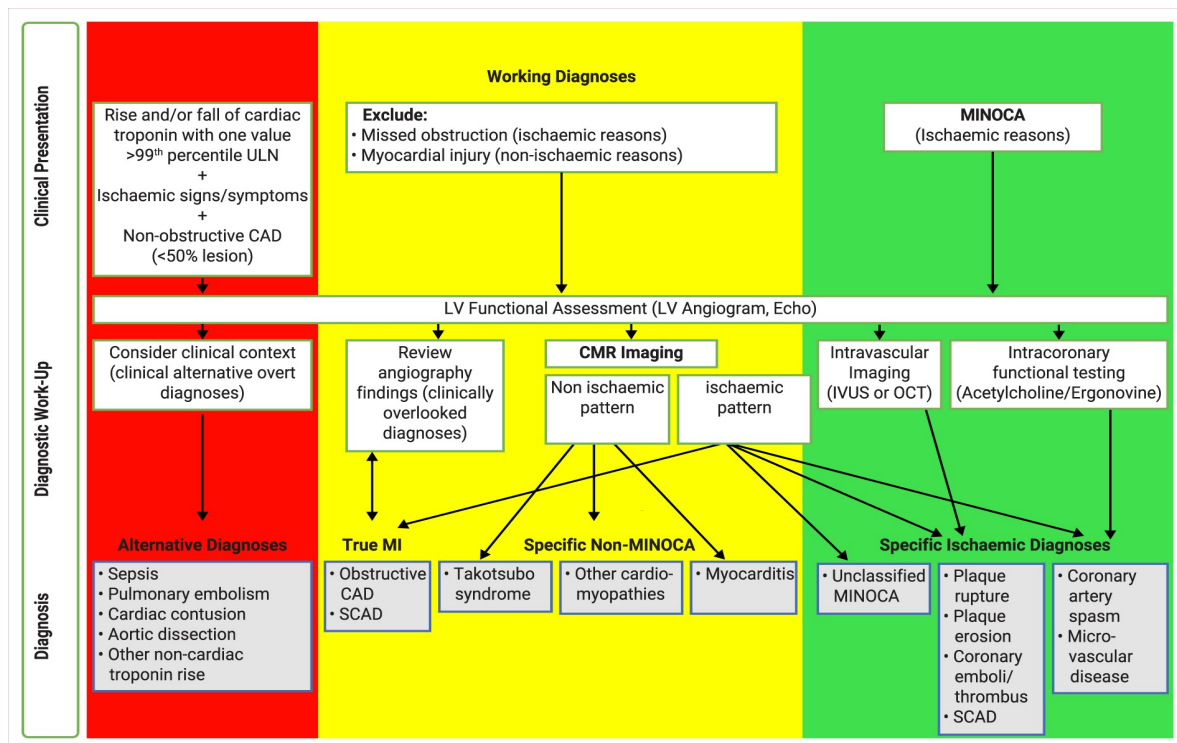 Clinical Presentation
Working Diagnoses
Rise and/or fall of cardiac
troponin with one value
>99th percentile ULN
+
Ischaemic signs/symptoms
+
Non-obstructive CAD
(<50% lesion)
Exclude:
• Missed obstruction (ischaemic reasons)
• Myocardial injury (non-ischaemic reasons)
MINOCA
(Ischaemic reasons)
LV Functional Assessment (LV Angiogram, Echo)
Diagnostic Work-Up
Consider clinical context
(clinical alternative overt
diagnoses)
Review
angiography
findings (clinically
overlooked
diagnoses)
CMR Imaging
Non ischaemic
pattern
ischaemic
pattern
Intravascular
Imaging
(IVUS or OCT)
Intracoronary
functional testing
(Acetylcholine/Ergonovine)
Diagnosis
Alternative Diagnoses
• Sepsis
• Pulmonary embolism
• Cardiac contusion
• Aortic dissection
• Other non-cardiac
troponin rise
True MI
• Obstructive
CAD
• SCAD
Specific Non-MINOCA
• Takotsubo
syndrome
• Other cardio-
myopathies
• Myocarditis
Specific Ischaemic Diagnoses
• Unclassified
MINOCA
• Plaque
rupture
• Plaque
erosion
• Coronary
emboli/
thrombus
• SCAD
• Coronary
artery
spasm
• Micro-
vascular
disease